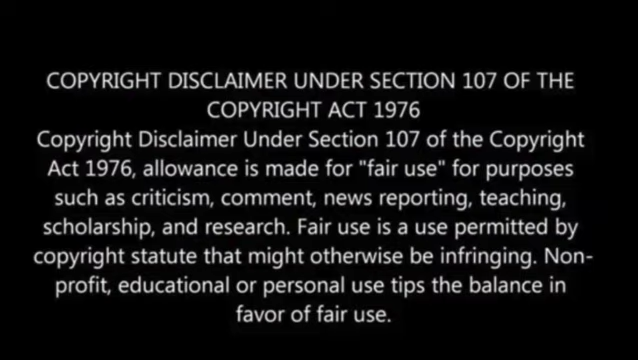 COPYRIGHT DISCLAIMER UNDER SECTION 107 OF THE
COPYRIGHT ACT 1976
Copyright Disclaimer Under Section 107 of the Copyright
Act 1976, allowance is made for "fair use" for purposes
such as criticism, comment, news reporting, teaching,
scholarship, and research. Fair use is a use permitted by
copyright statute that might otherwise be infringing. Non-
profit, educational or personal use tips the balance in
favor of fair use.